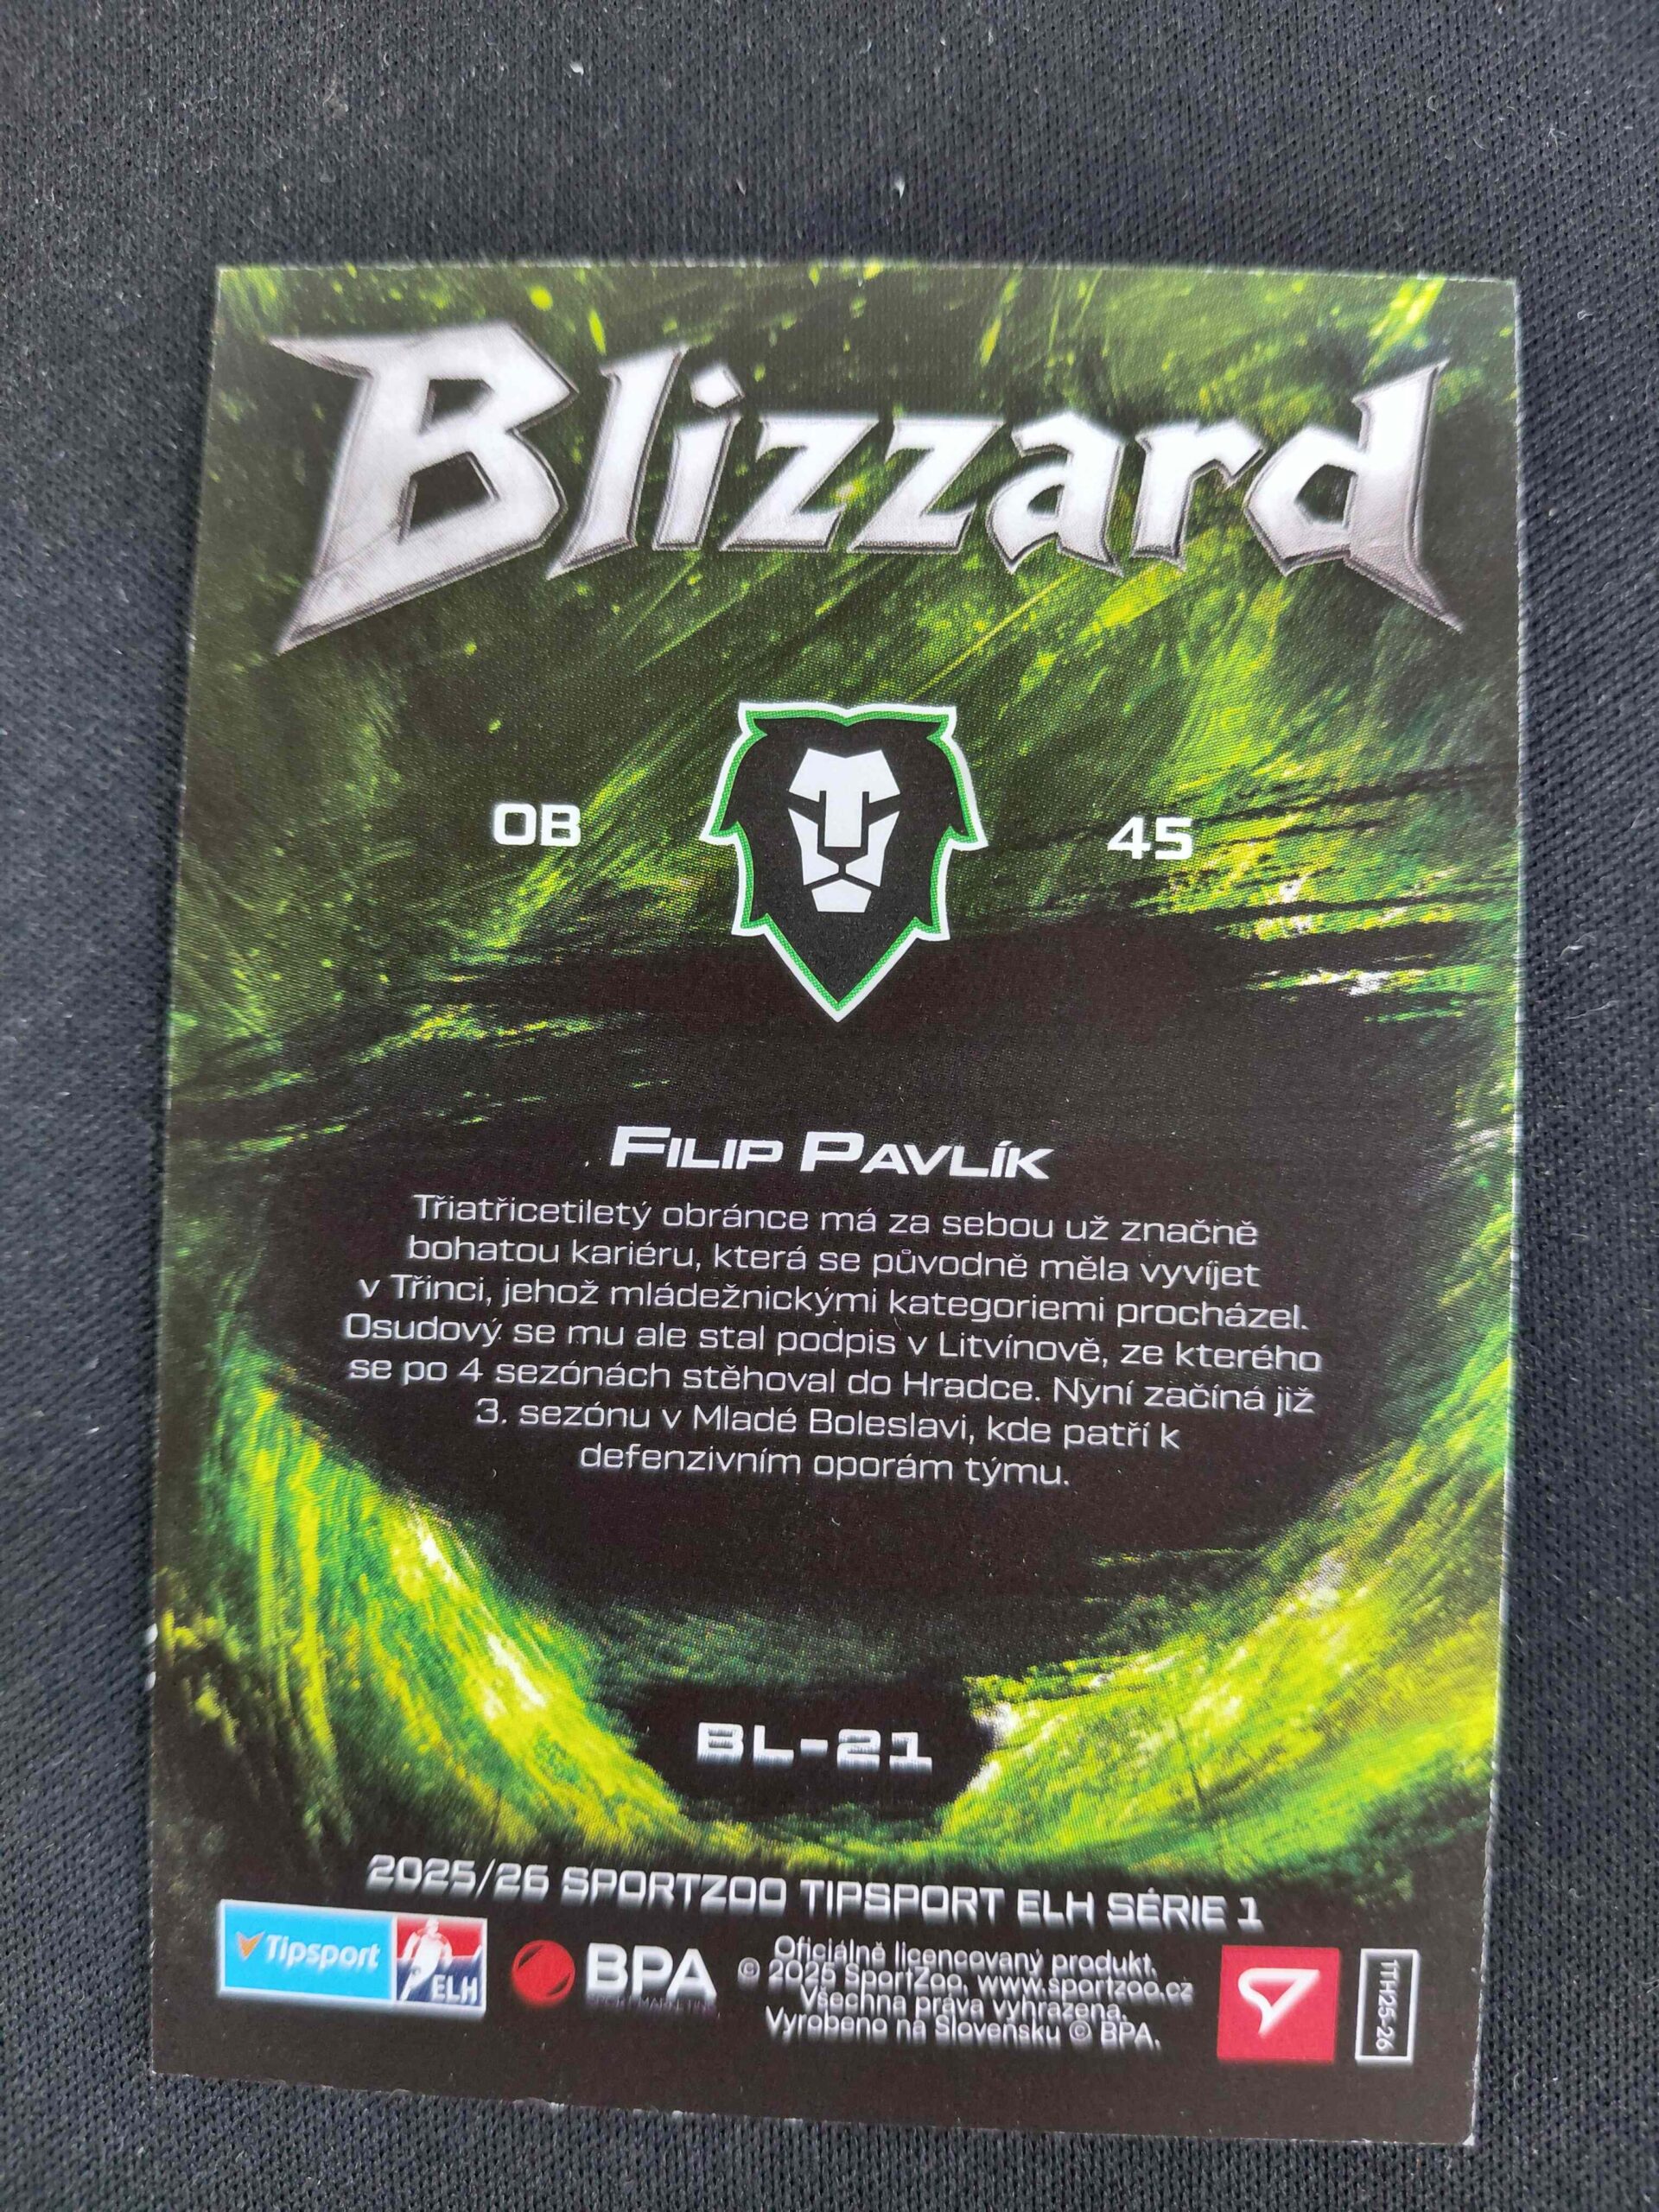 Blizzard
OB
45
FILIP PAVLÍK
Třiatřicetiletý obránce má za sebou už značně
bohatou kariéru, která se původně měla vyvíjet
v Třinci, jehož mládežnickými kategoriemi procházel.
Osudový se mu ale stal podpis v Litvínově, ze kterého
se po 4 sezónách stěhoval do Hradce. Nyní začíná již
3. sezónu v Mladé Boleslavi, kde patří k
defenzivním oporám týmu.
BL-21
2025/26 SPORTZOO TIPSPORT ELH SÉRIE 1
Tipsport
ELH
BPA
Oficiálně licencovaný produkt.
© 2025 SportZoo, www.sportzoo.cz
Všechna práva vyhrazena.
Vyrobeno na Slovensku © BPA.
TTH25-26